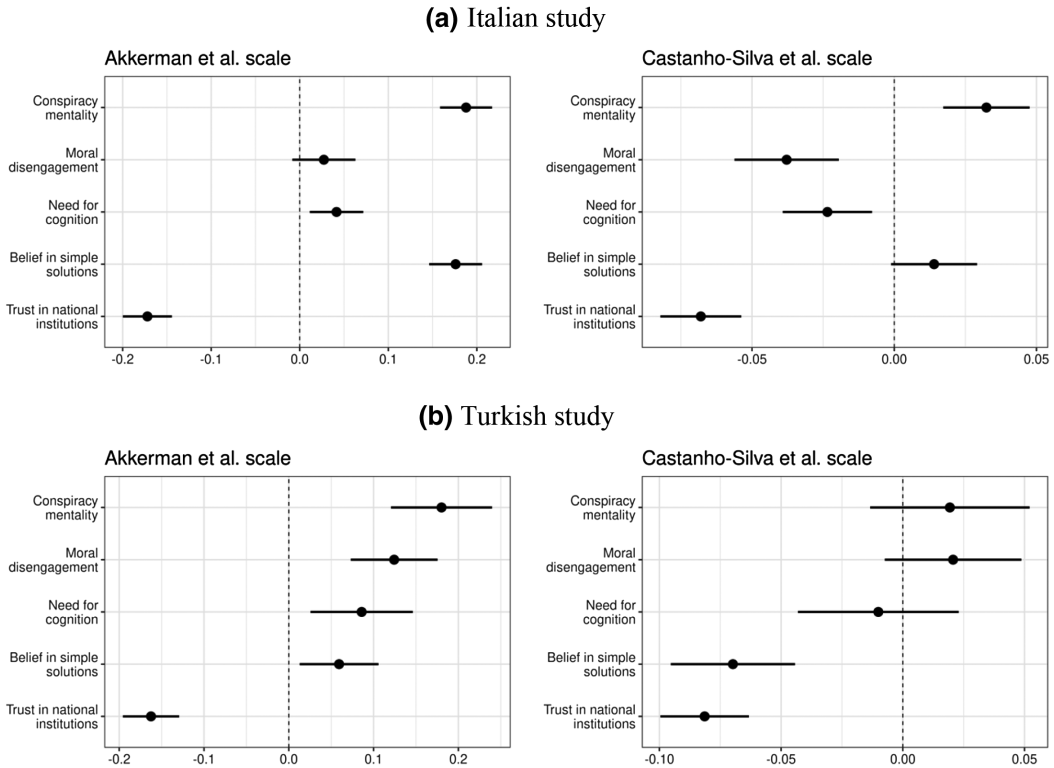 (a) Italian study
Akkerman et al. scale
Conspiracy
mentality
Moral
disengagement
Need for
cognition
Belief in simple
solutions
Trust in national
institutions
-0.2 -0.1 0.0 0.1 0.2
Castanho-Silva et al. scale
Conspiracy
mentality
Moral
disengagement
Need for
cognition
Belief in simple
solutions
Trust in national
institutions
-0.05 0.00 0.05
(b) Turkish study
Akkerman et al. scale
Conspiracy
mentality
Moral
disengagement
Need for
cognition
Belief in simple
solutions
Trust in national
institutions
-0.2 -0.1 0.0 0.1 0.2
Castanho-Silva et al. scale
Conspiracy
mentality
Moral
disengagement
Need for
cognition
Belief in simple
solutions
Trust in national
institutions
-0.10 -0.05 0.00 0.05